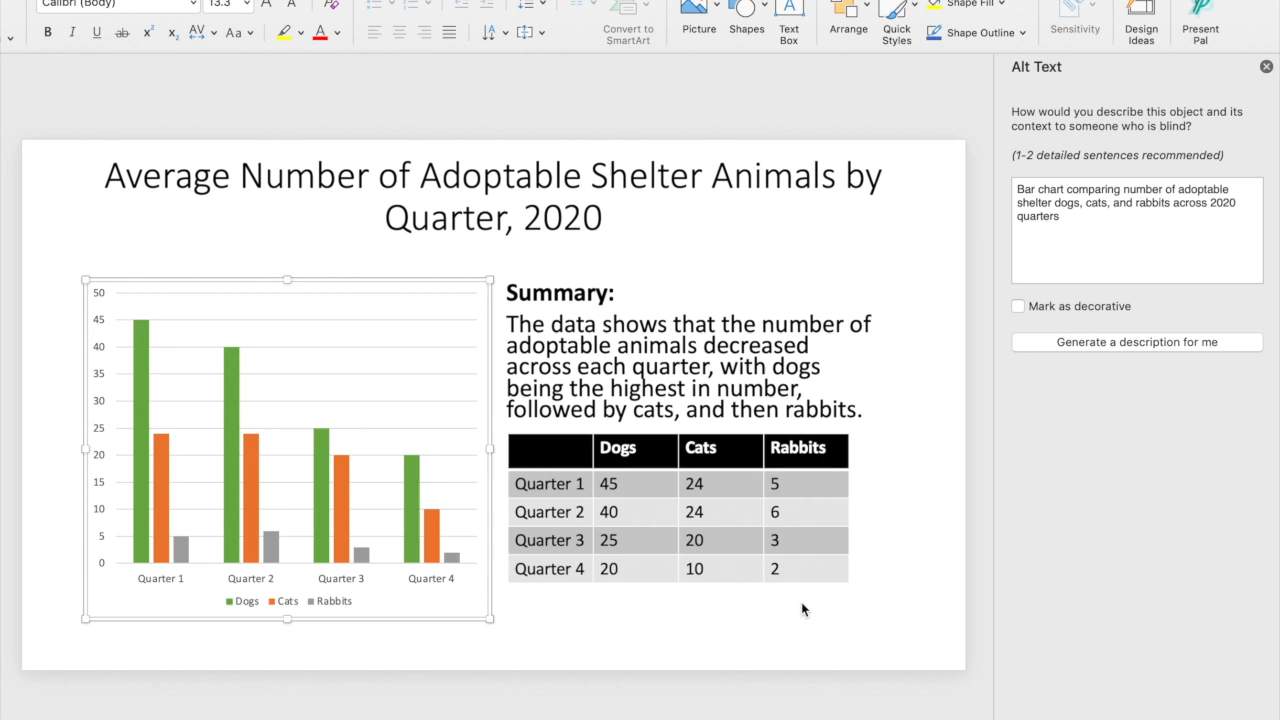 Calibri (Body) 13.3 A A
B I U ab x² x₂ AV Aa A
Convert to
SmartArt
Picture Shapes Text
Box
Arrange Quick
Styles
Shape Fill
Shape Outline
Sensitivity Design
Ideas
Present
Pal
Alt Text
How would you describe this object and its
context to someone who is blind?
(1-2 detailed sentences recommended)
Bar chart comparing number of adoptable
shelter dogs, cats, and rabbits across 2020
quarters
Mark as decorative
Generate a description for me
Average Number of Adoptable Shelter Animals by
Quarter, 2020
50
45
40
35
30
25
20
15
10
5
0
Quarter 1 Quarter 2 Quarter 3 Quarter 4
Dogs Cats Rabbits
Summary:
The data shows that the number of
adoptable animals decreased
across each quarter, with dogs
being the highest in number,
followed by cats, and then rabbits.
Dogs Cats Rabbits
Quarter 1 45 24 5
Quarter 2 40 24 6
Quarter 3 25 20 3
Quarter 4 20 10 2